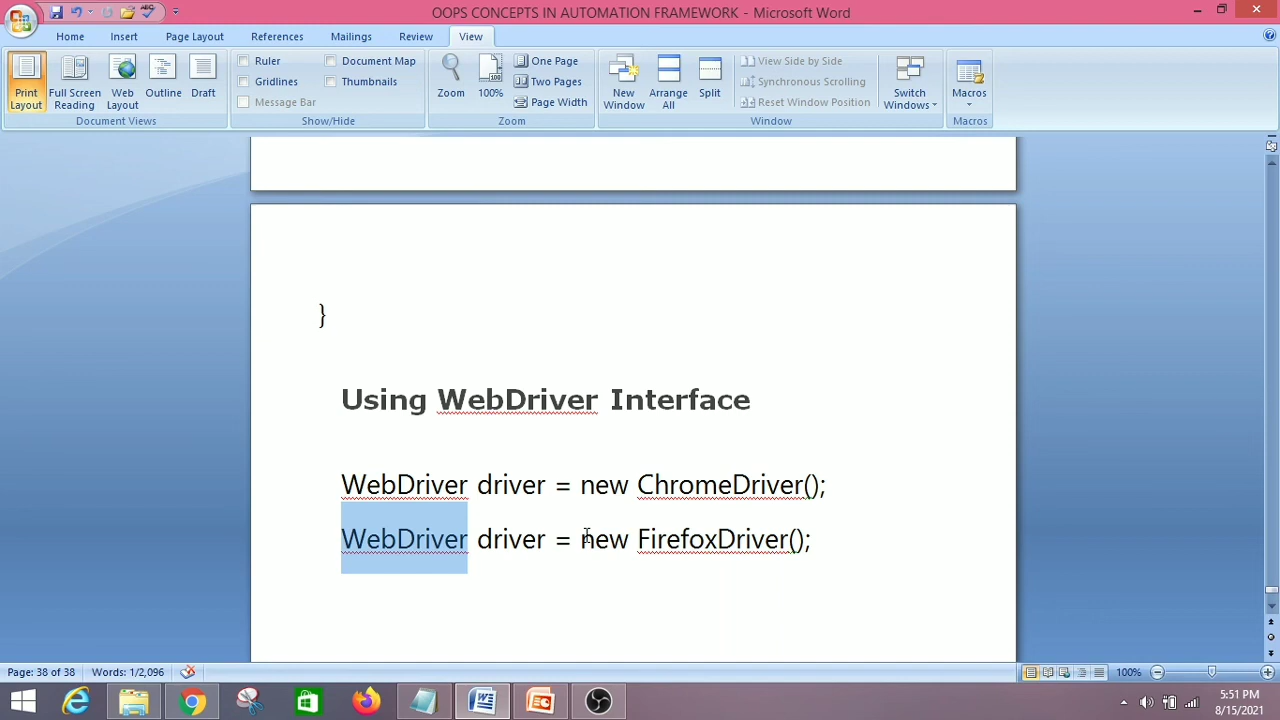 OOPS CONCEPTS IN AUTOMATION FRAMEWORK - Microsoft Word
Home Insert Page Layout References Mailings Review View
Ruler Document Map One Page View Side by Side
Gridlines Thumbnails Two Pages Synchronous Scrolling
Message Bar Page Width Reset Window Position
Print Layout Full Screen Reading Web Layout Outline Draft Zoom 100% New Window Arrange All Split Switch Windows Macros
Document Views Show/Hide Zoom Window Macros
}
Using WebDriver Interface
WebDriver driver = new ChromeDriver();
WebDriver driver = new FirefoxDriver();
Page: 38 of 38 Words: 1/2,096 100%
5:51 PM
8/15/2021